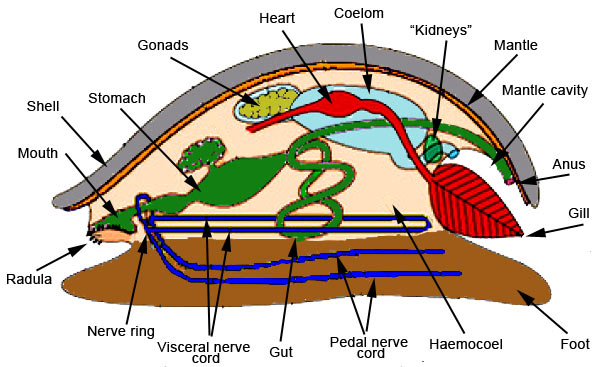 Heart
Coelom
“Kidneys”
Gonads
Mantle
Stomach
Mantle cavity
Shell
Mouth
Anus
Gill
Radula
Nerve ring
Visceral nerve
cord
Gut
Pedal nerve
cord
Haemocoel
Foot